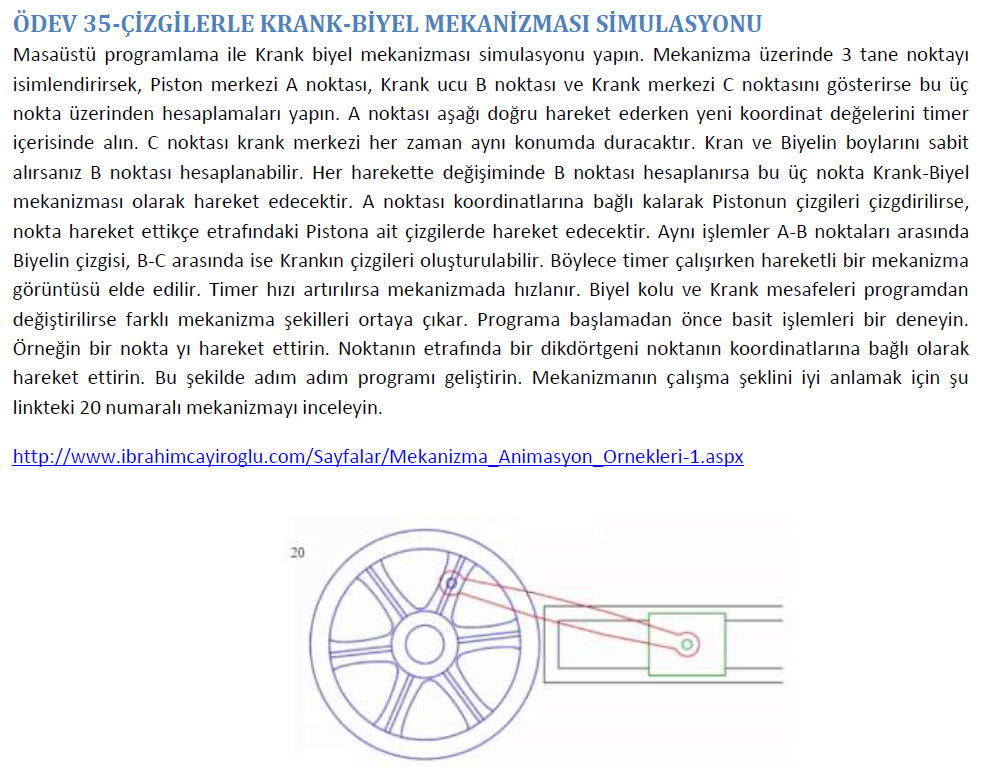 ÖDEV 35-ÇİZGİLERLE KRANK-BİYEL MEKANİZMASI SİMULASYONU
Masaüstü programlama ile Krank biyel mekanizması simulasyonu yapın. Mekanizma üzerinde 3 tane noktayı
isimlendirirsek, Piston merkezi A noktası, Krank ucu B noktası ve Krank merkezi C noktasını gösterirse bu üç
nokta üzerinden hesaplamaları yapın. A noktası aşağı doğru hareket ederken yeni koordinat değelerini timer
içerisinde alın. C noktası krank merkezi her zaman aynı konumda duracaktır. Kran ve Biyelin boylarını sabit
alırsanız B noktası hesaplanabilir. Her harekette değişiminde B noktası hesaplanırsa bu üç nokta Krank-Biyel
mekanizması olarak hareket edecektir. A noktası koordinatlarına bağlı kalarak Pistonun çizgileri çizgdirilirse,
nokta hareket ettikçe etrafındaki Pistona ait çizgilerde hareket edecektir. Aynı işlemler A-B noktaları arasında
Biyelin çizgisi, B-C arasında ise Krankın çizgileri oluşturulabilir. Böylece timer çalışırken hareketli bir mekanizma
görüntüsü elde edilir. Timer hızı artırılırsa mekanizmada hızlanır. Biyel kolu ve Krank mesafeleri programdan
değiştirilirse farklı mekanizma şekilleri ortaya çıkar. Programa başlamadan önce basit işlemleri bir deneyin.
Örneğin bir nokta yı hareket ettirin. Noktanın etrafında bir dikdörtgeni noktanın koordinatlarına bağlı olarak
hareket ettirin. Bu şekilde adım adım programı geliştirin. Mekanizmanın çalışma şeklini iyi anlamak için şu
linkteki 20 numaralı mekanizmayı inceleyin.
http://www.ibrahimcayiroglu.com/Sayfalar/Mekanizma_Animasyon_Ornekleri-1.aspx
20